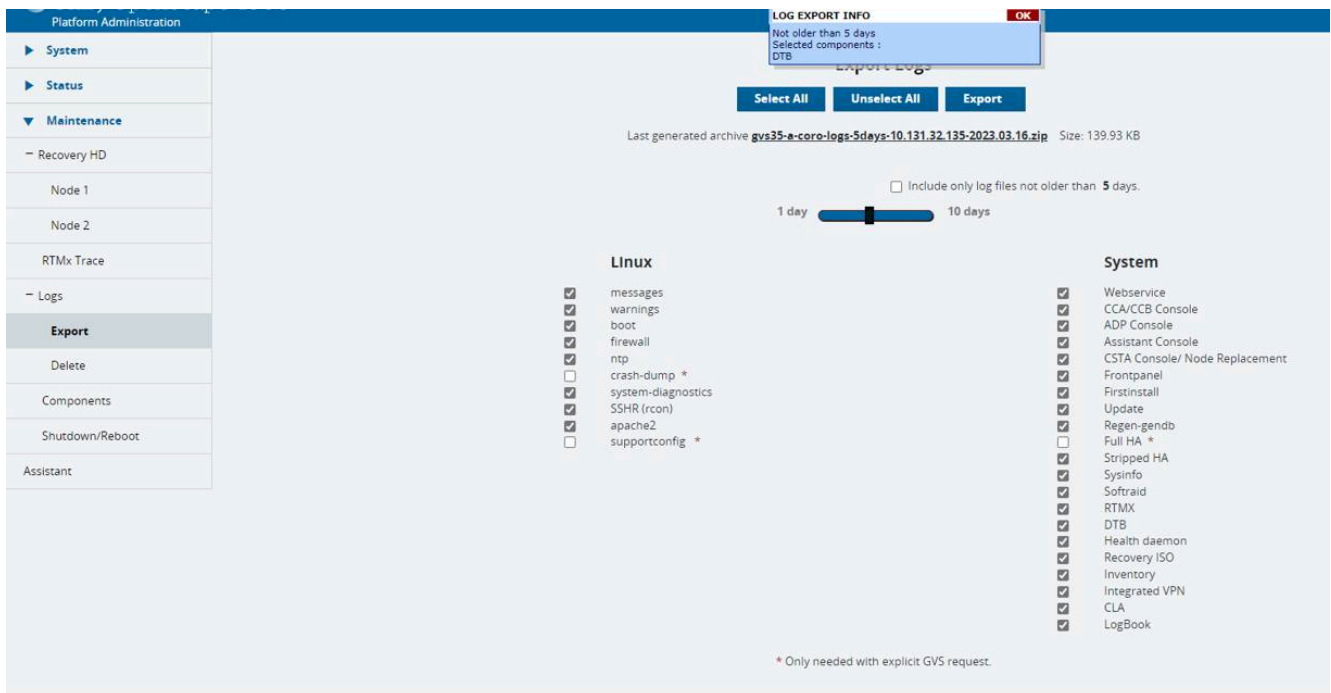 Platform Administration
LOG EXPORT INFO OK
Not older than 5 days
Selected components :
DTB
System
Status
Maintenance
Recovery HD
Node 1
Node 2
RTMx Trace
Logs
Export
Delete
Components
Shutdown/Reboot
Assistant
Export Logs
Select All Unselect All Export
Last generated archive gvs35-a-coro-logs-5days-10.131.32.135-2023.03.16.zip Size: 139.93 KB
Include only log files not older than 5 days.
1 day 10 days
Linux
messages
warnings
boot
firewall
ntp
crash-dump *
system-diagnostics
SSHR (rcon)
apache2
supportconfig *
System
Webservice
CCA/CCB Console
ADP Console
Assistant Console
CSTA Console/ Node Replacement
Frontpanel
Firstinstall
Update
Regen-gendb
Full HA *
Stripped HA
Sysinfo
Softraid
RTMX
DTB
Health daemon
Recovery ISO
Inventory
Integrated VPN
CLA
LogBook
* Only needed with explicit GVS request.